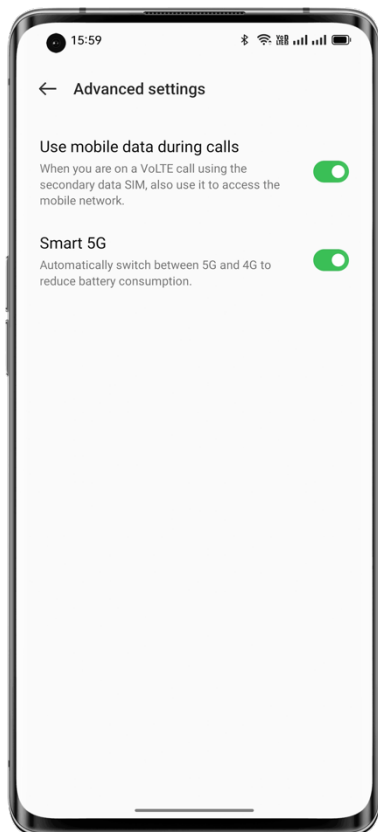 15:59
Advanced settings
Use mobile data during calls
When you are on a VoLTE call using the
secondary data SIM, also use it to access the
mobile network.
Smart 5G
Automatically switch between 5G and 4G to
reduce battery consumption.